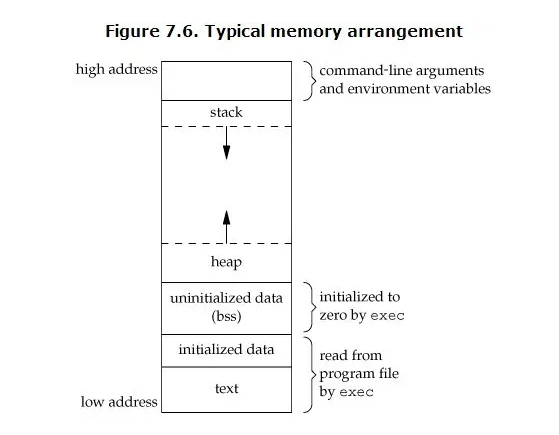 Figure 7.6. Typical memory arrangement
high address
command-line arguments
and environment variables
stack
heap
uninitialized data
(bss)
initialized to
zero by exec
initialized data
read from
program file
by exec
text
low address